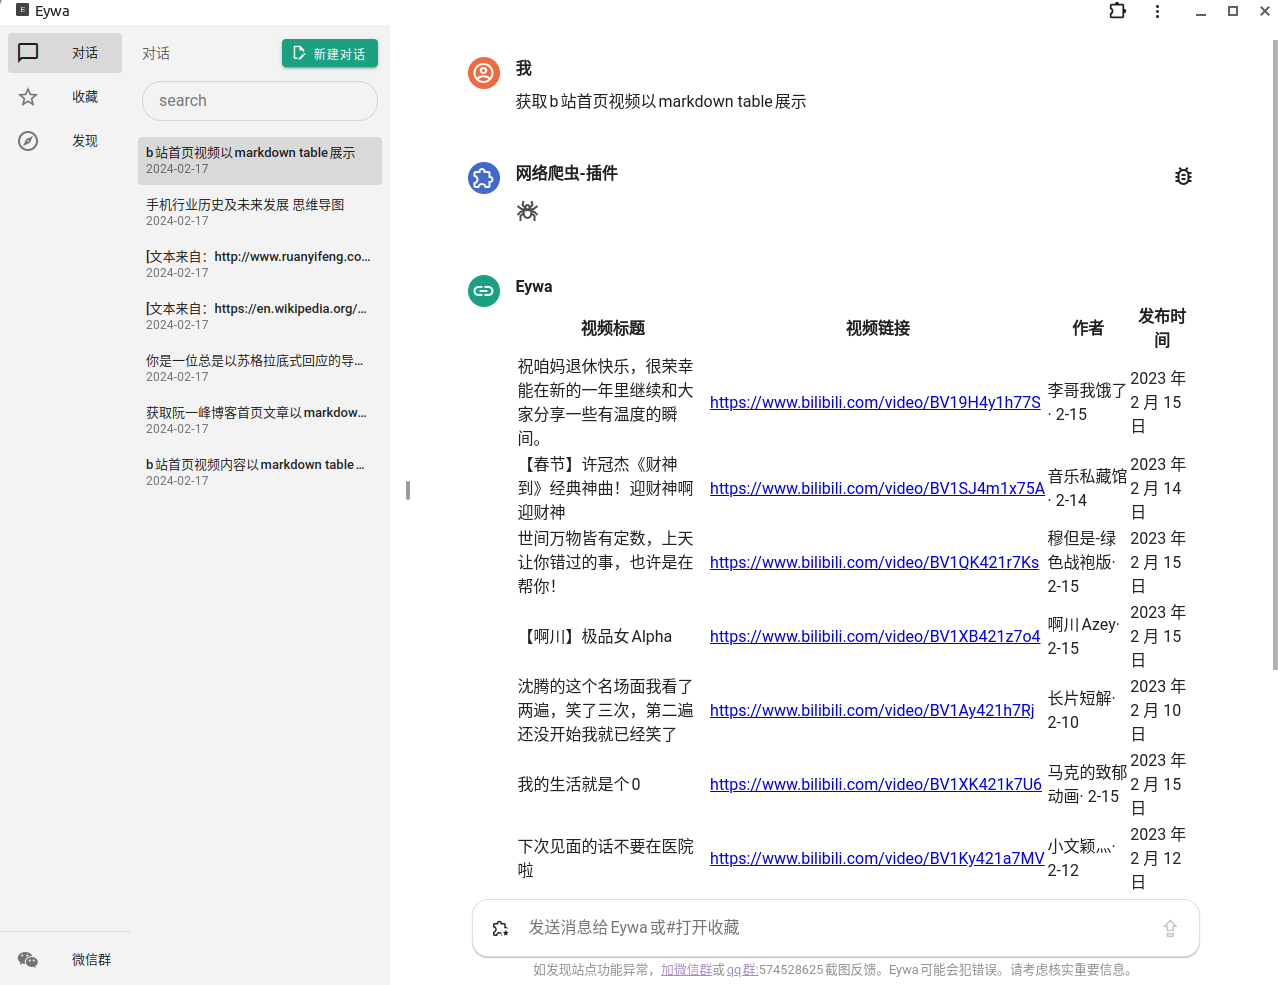 E Eywa
对话
收藏
发现
微信群
对话
新建对话
search
b站首页视频以markdown table展示
2024-02-17
手机行业历史及未来发展 思维导图
2024-02-17
[文本来自：http://www.ruanyifeng.co...
2024-02-17
[文本来自：https://en.wikipedia.org/...
2024-02-17
你是一位总是以苏格拉底式回应的导...
2024-02-17
获取阮一峰博客首页文章以markdow...
2024-02-17
b站首页视频内容以markdown table...
2024-02-17
我
获取b站首页视频以markdown table展示
网络爬虫-插件
Eywa
视频标题 视频链接 作者 发布时
间
祝咱妈退休快乐，很荣幸
能在新的一年里继续和大
家分享一些有温度的瞬
间。
https://www.bilibili.com/video/BV19H4y1h77S
李哥我饿了
· 2-15
2023 年
2 月 15
日
【春节】许冠杰《财神
到》经典神曲！迎财神啊
迎财神
https://www.bilibili.com/video/BV1SJ4m1x75A
音乐私藏馆
· 2-14
2023 年
2 月 14
日
世间万物皆有定数，上天
让你错过的事，也许是在
帮你！
https://www.bilibili.com/video/BV1QK421r7Ks
穆但是-绿
色战袍版·
2-15
2023 年
2 月 15
日
【啊川】极品女Alpha
https://www.bilibili.com/video/BV1XB421z7o4
啊川Azey·
2-15
2023 年
2 月 15
日
沈腾的这个名场面我看了
两遍，笑了三次，第二遍
还没开始我就已经笑了
https://www.bilibili.com/video/BV1Ay421h7Rj
长片短解·
2-10
2023 年
2 月 10
日
我的生活就是个0
https://www.bilibili.com/video/BV1XK421k7U6
马克的致郁
动画· 2-15
2023 年
2 月 15
日
下次见面的话不要在医院
啦
https://www.bilibili.com/video/BV1Ky421a7MV
小文颖灬·
2-12
2023 年
2 月 12
日
发送消息给Eywa或#打开收藏
如发现站点功能异常，加微信群或qq群:574528625截图反馈。Eywa可能会犯错误。请考虑核实重要信息。